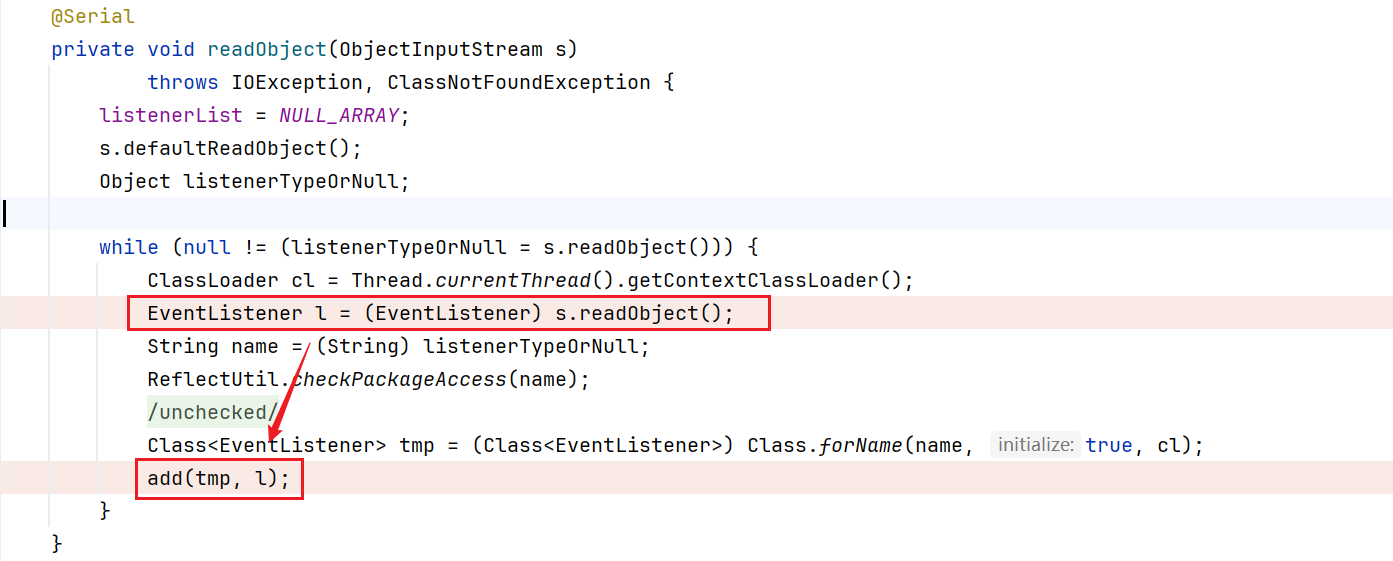 @Serial
private void readObject(ObjectInputStream s)
        throws IOException, ClassNotFoundException {
    listenerList = NULL_ARRAY;
    s.defaultReadObject();
    Object listenerTypeOrNull;
    while (null != (listenerTypeOrNull = s.readObject())) {
        ClassLoader cl = Thread.currentThread().getContextClassLoader();
        EventListener l = (EventListener) s.readObject();
        String name = (String) listenerTypeOrNull;
        ReflectUtil.checkPackageAccess(name);
        /unchecked/
        Class<EventListener> tmp = (Class<EventListener>) Class.forName(name, initialize: true, cl);
        add(tmp, l);
    }
}